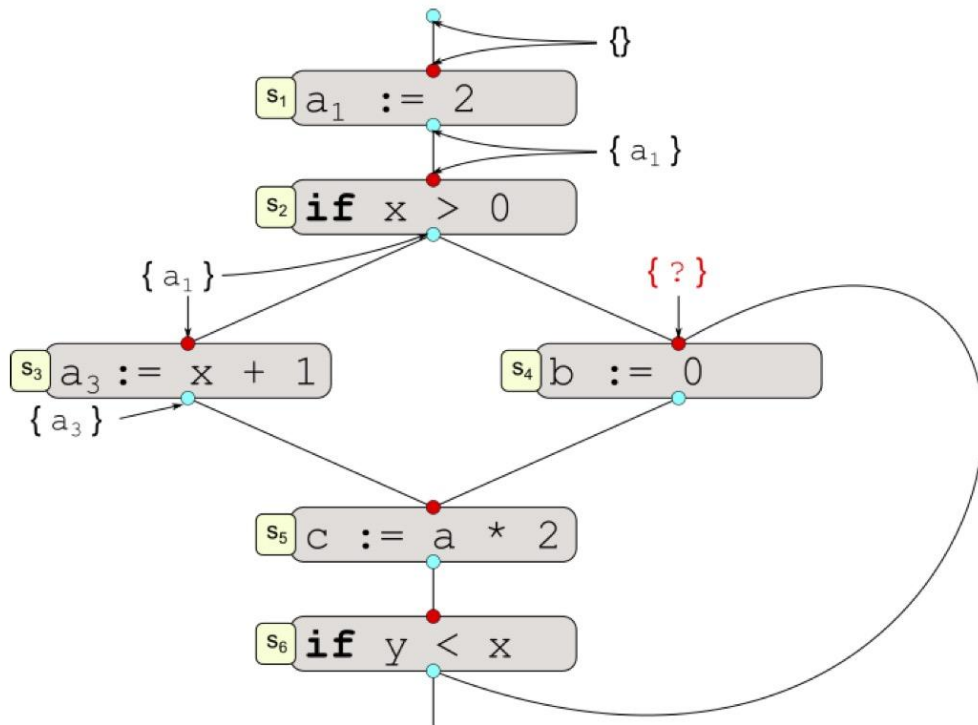 {}
s₁ a₁ := 2
{ a₁ }
s₂ if x > 0
{ a₁ } { ? }
s₃ a₃ := x + 1 s₄ b := 0
{ a₃ }
s₅ c := a * 2
s₆ if y < x